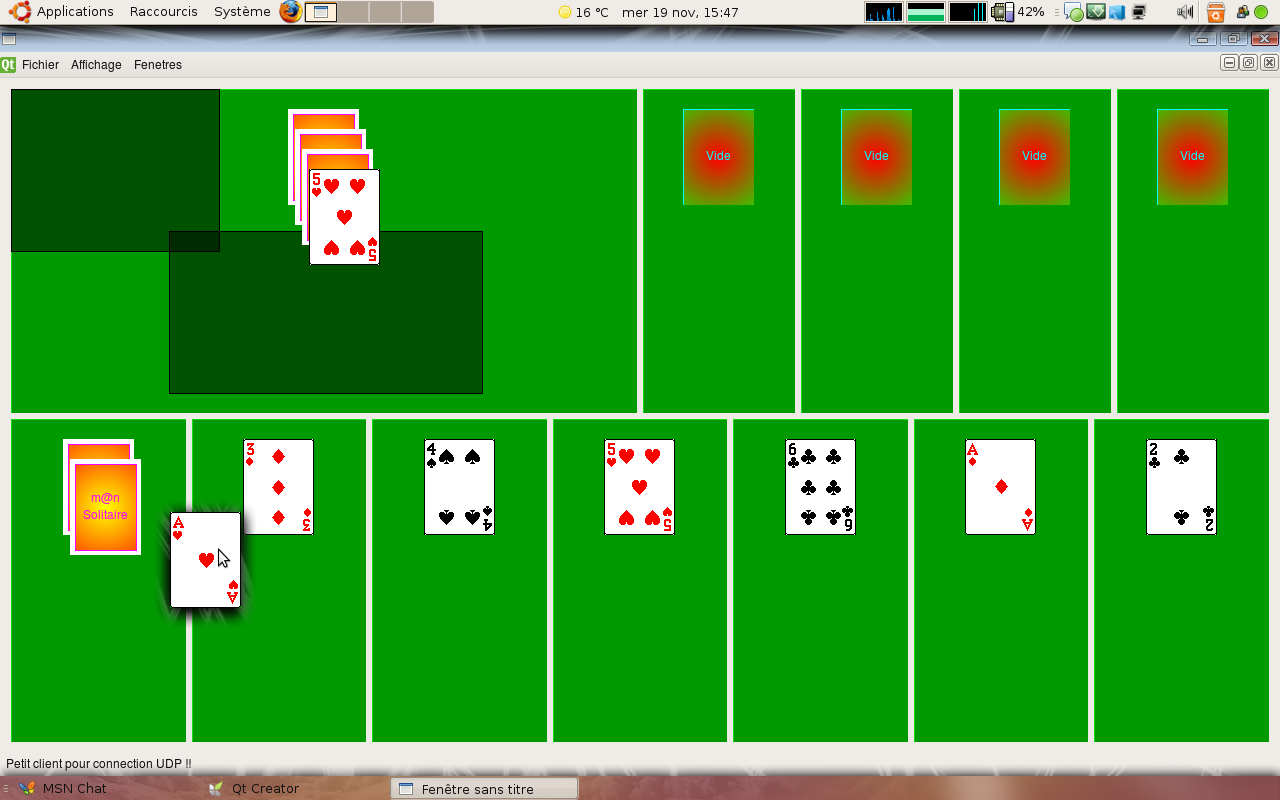 Applications Raccourcis Système 16 °C mer 19 nov, 15:47 42%
Qt Fichier Affichage Fenetres
5
5
Vide Vide Vide Vide
3 4 5 6 A 2
m@n
Solitaire
3 4 5 6 A 2
A
A
Petit client pour connection UDP !!
MSN Chat Qt Creator Fenêtre sans titre